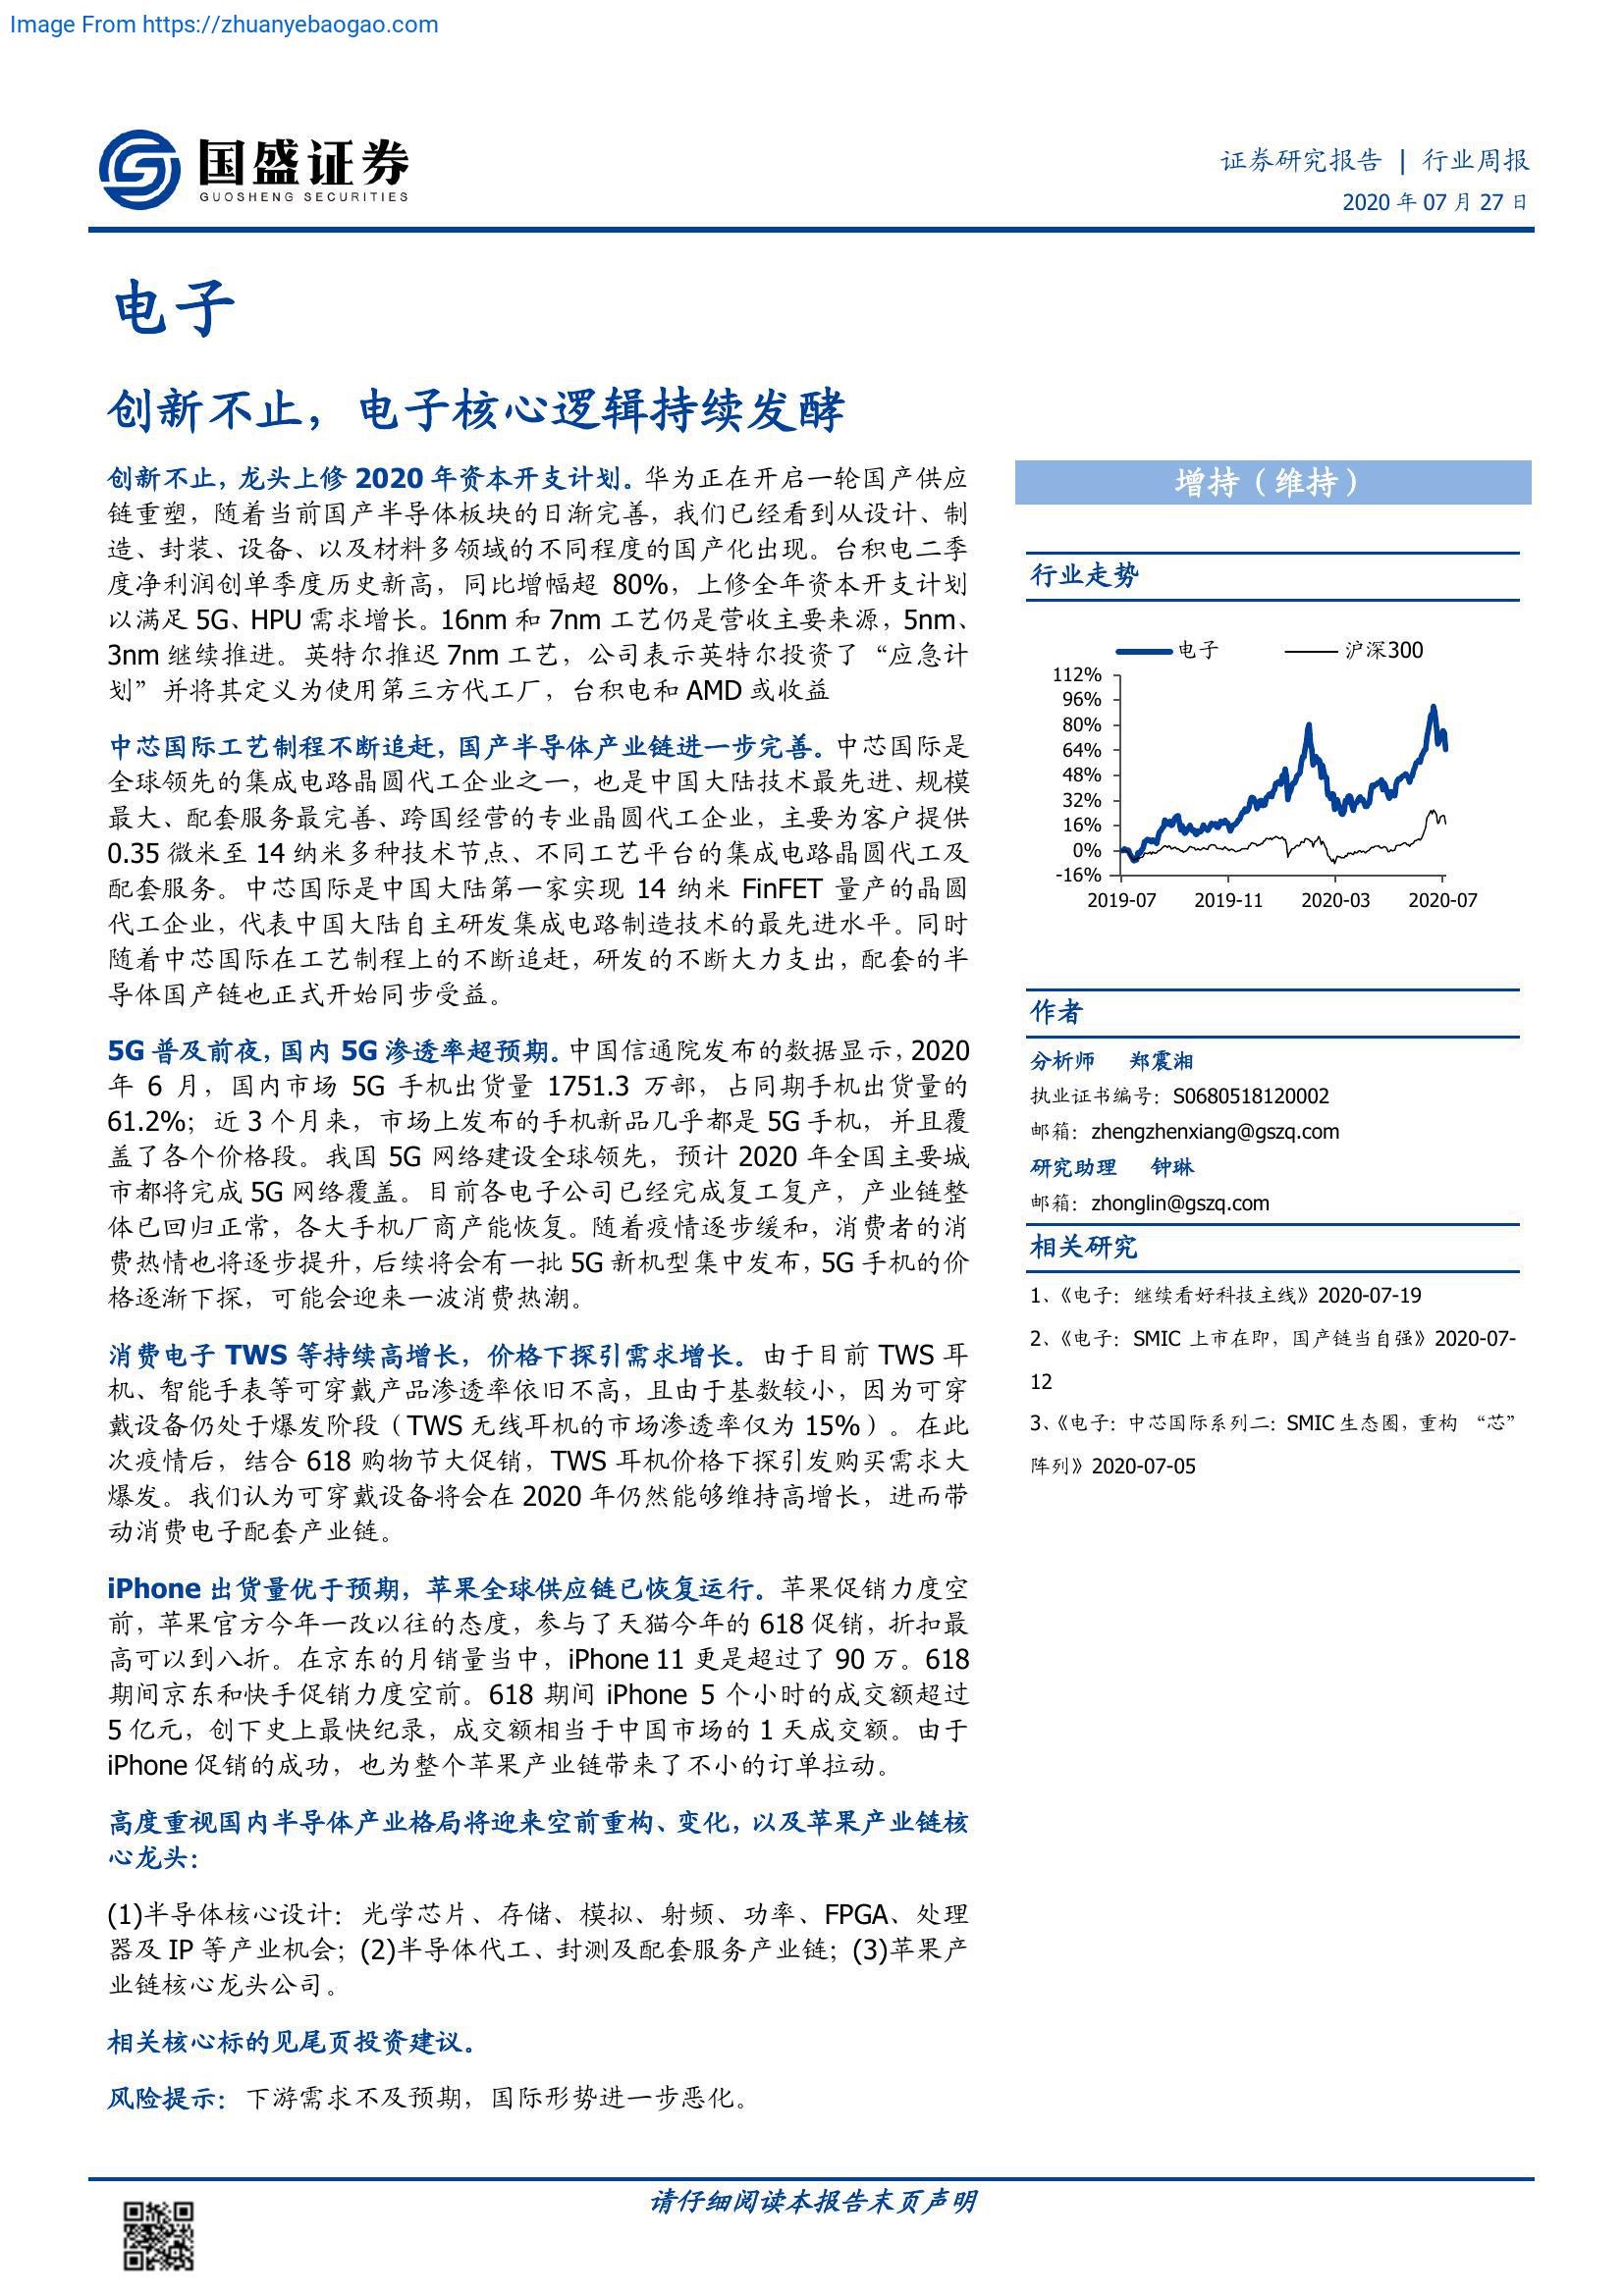 Image From https://zhuanyebaogao.com
国盛证券
GUOSHENG SECURITIES
证券研究报告 | 行业周报
2020 年 07 月 27 日
电子
创新不止，电子核心逻辑持续发酵
创新不止，龙头上修 2020 年资本开支计划。华为正在开启一轮国产供应
链重塑，随着当前国产半导体板块的日渐完善，我们已经看到从设计、制
造、封装、设备、以及材料多领域的不同程度的国产化出现。台积电二季
度净利润创单季度历史新高，同比增幅超 80%，上修全年资本开支计划
以满足 5G、HPU 需求增长。16nm 和 7nm 工艺仍是营收主要来源，5nm、
3nm 继续推进。英特尔推迟 7nm 工艺，公司表示英特尔投资了“应急计
划”并将其定义为使用第三方代工厂，台积电和 AMD 或收益
中芯国际工艺制程不断追赶，国产半导体产业链进一步完善。中芯国际是
全球领先的集成电路晶圆代工企业之一，也是中国大陆技术最先进、规模
最大、配套服务最完善、跨国经营的专业晶圆代工企业，主要为客户提供
0.35 微米至 14 纳米多种技术节点、不同工艺平台的集成电路晶圆代工及
配套服务。中芯国际是中国大陆第一家实现 14 纳米 FinFET 量产的晶圆
代工企业，代表中国大陆自主研发集成电路制造技术的最先进水平。同时
随着中芯国际在工艺制程上的不断追赶，研发的不断大力支出，配套的半
导体国产链也正式开始同步受益。
5G 普及前夜，国内 5G 渗透率超预期。中国信通院发布的数据显示，2020
年 6 月，国内市场 5G 手机出货量 1751.3 万部，占同期手机出货量的
61.2%；近 3 个月来，市场上发布的手机新品几乎都是 5G 手机，并且覆
盖了各个价格段。我国 5G 网络建设全球领先，预计 2020 年全国主要城
市都将完成 5G 网络覆盖。目前各电子公司已经完成复工复产，产业链整
体已回归正常，各大手机厂商产能恢复。随着疫情逐步缓和，消费者的消
费热情也将逐步提升，后续将会有一批 5G 新机型集中发布，5G 手机的价
格逐渐下探，可能会迎来一波消费热潮。
消费电子 TWS 等持续高增长，价格下探引需求增长。由于目前 TWS 耳
机、智能手表等可穿戴产品渗透率依旧不高，且由于基数较小，因为可穿
戴设备仍处于爆发阶段（TWS 无线耳机的市场渗透率仅为 15%）。在此
次疫情后，结合 618 购物节大促销，TWS 耳机价格下探引发购买需求大
爆发。我们认为可穿戴设备将会在 2020 年仍然能够维持高增长，进而带
动消费电子配套产业链。
iPhone 出货量优于预期，苹果全球供应链已恢复运行。苹果促销力度空
前，苹果官方今年一改以往的态度，参与了天猫今年的 618 促销，折扣最
高可以到八折。在京东的月销量当中，iPhone 11 更是超过了 90 万。618
期间京东和快手促销力度空前。618 期间 iPhone 5 个小时的成交额超过
5 亿元，创下史上最快纪录，成交额相当于中国市场的 1 天成交额。由于
iPhone 促销的成功，也为整个苹果产业链带来了不小的订单拉动。
高度重视国内半导体产业格局将迎来空前重构、变化，以及苹果产业链核
心龙头：
(1)半导体核心设计：光学芯片、存储、模拟、射频、功率、FPGA、处理
器及 IP 等产业机会；(2)半导体代工、封测及配套服务产业链；(3)苹果产
业链核心龙头公司。
相关核心标的见尾页投资建议。
风险提示：下游需求不及预期，国际形势进一步恶化。
增持（维持）
行业走势
电子 沪深300
112%
96%
80%
64%
48%
32%
16%
0%
-16%
2019-07 2019-11 2020-03 2020-07
作者
分析师 郑震湘
执业证书编号：S0680518120002
邮箱：zhengzhenxiang@gszq.com
研究助理 钟琳
邮箱：zhonglin@gszq.com
相关研究
1、《电子：继续看好科技主线》2020-07-19
2、《电子：SMIC 上市在即，国产链当自强》2020-07-
12
3、《电子：中芯国际系列二：SMIC 生态圈，重构 “芯”
阵列》2020-07-05
请仔细阅读本报告末页声明